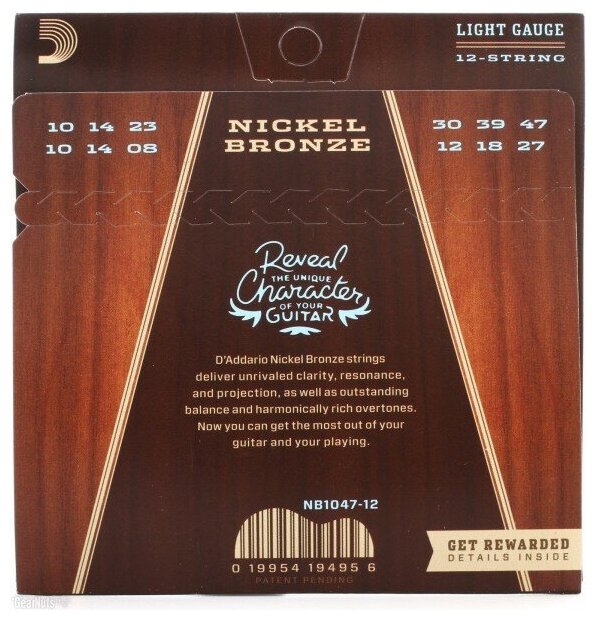 LIGHT GAUGE
12-STRING
10 14 23
10 14 08
NICKEL
BRONZE
30 39 47
12 18 27
Reveal
THE UNIQUE
Character
OF YOUR
GUITAR
D'Addario Nickel Bronze strings
deliver unrivaled clarity, resonance,
and projection, as well as outstanding
balance and harmonically rich overtones.
Now you can get the most out of your
guitar and your playing.
NB1047-12
0 19954 19495 6
PATENT PENDING
GET REWARDED
DETAILS INSIDE
GearNuts